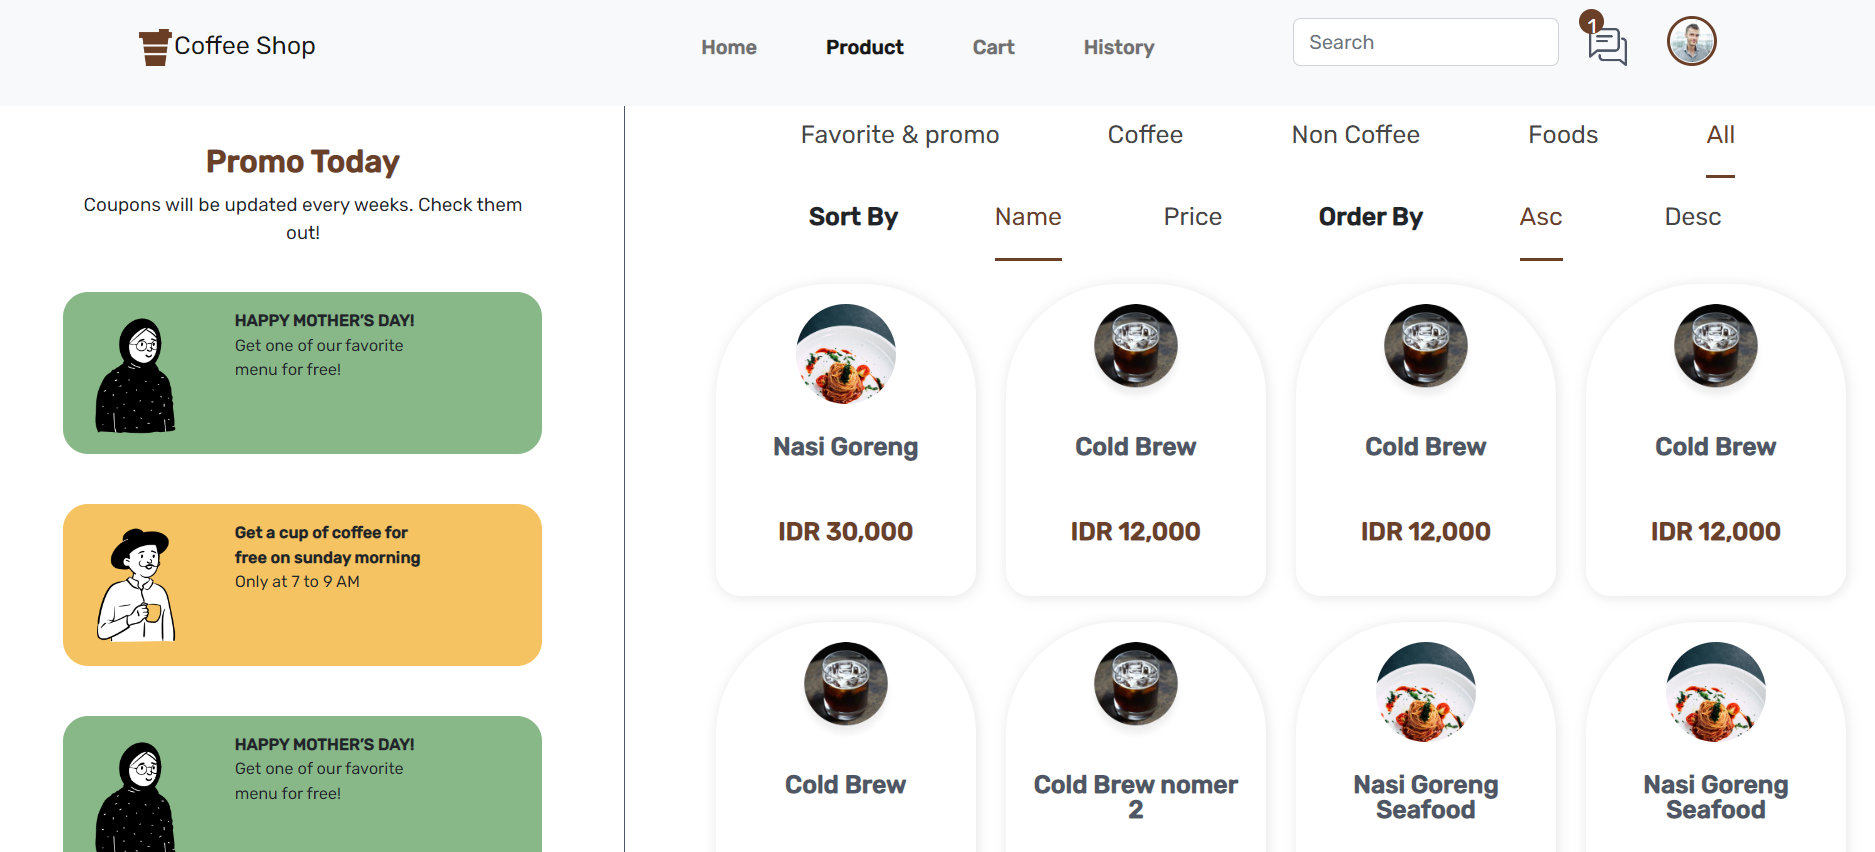 Coffee Shop
Home
Product
Cart
History
Search
1
Promo Today
Coupons will be updated every weeks. Check them
out!
HAPPY MOTHER'S DAY!
Get one of our favorite
menu for free!
Get a cup of coffee for
free on sunday morning
Only at 7 to 9 AM
HAPPY MOTHER'S DAY!
Get one of our favorite
menu for free!
Favorite & promo
Coffee
Non Coffee
Foods
All
Sort By
Name
Price
Order By
Asc
Desc
Nasi Goreng
IDR 30,000
Cold Brew
IDR 12,000
Cold Brew
IDR 12,000
Cold Brew
IDR 12,000
Cold Brew
Cold Brew nomer
2
Nasi Goreng
Seafood
Nasi Goreng
Seafood